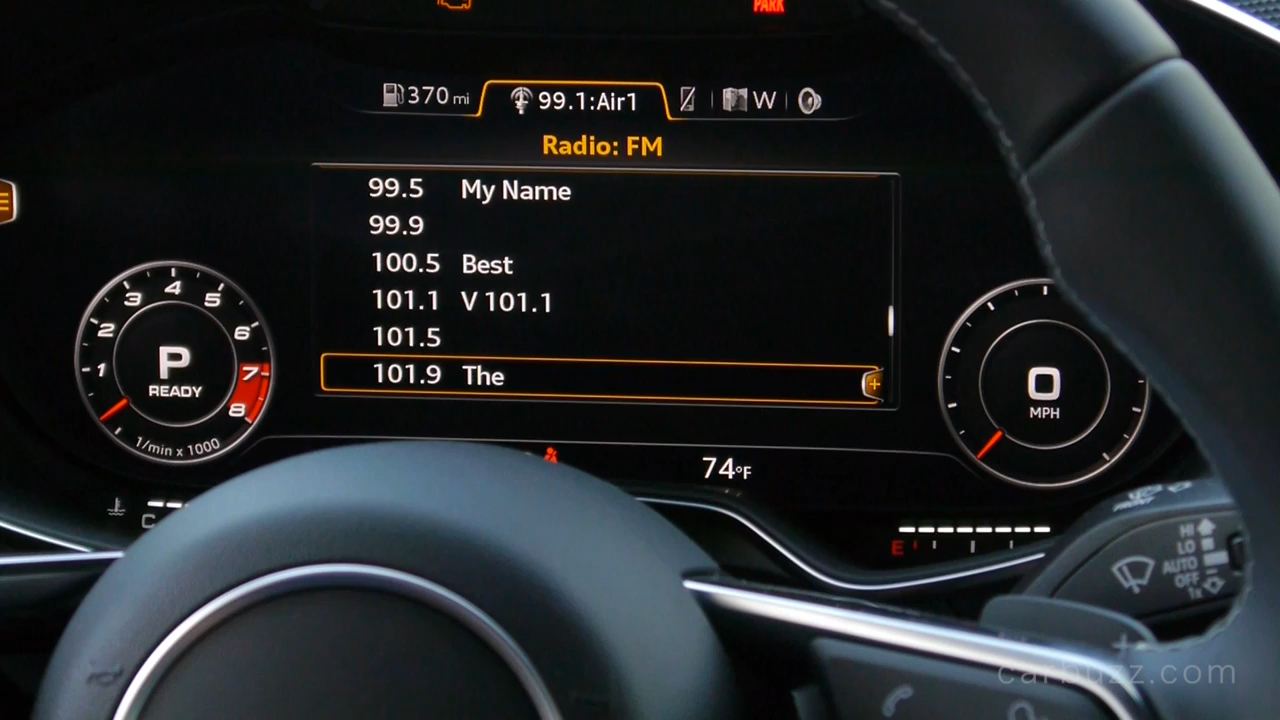 PARK
370 mi
99.1:Air1
W
Radio: FM
99.5 My Name
99.9
100.5 Best
101.1 V 101.1
101.5
101.9 The
1 2 3 4 5 6 7 8
P
READY
1/min x 1000
0
MPH
74°F
C
E
HI
LO
AUTO
OFF
1x
carbuzz.com